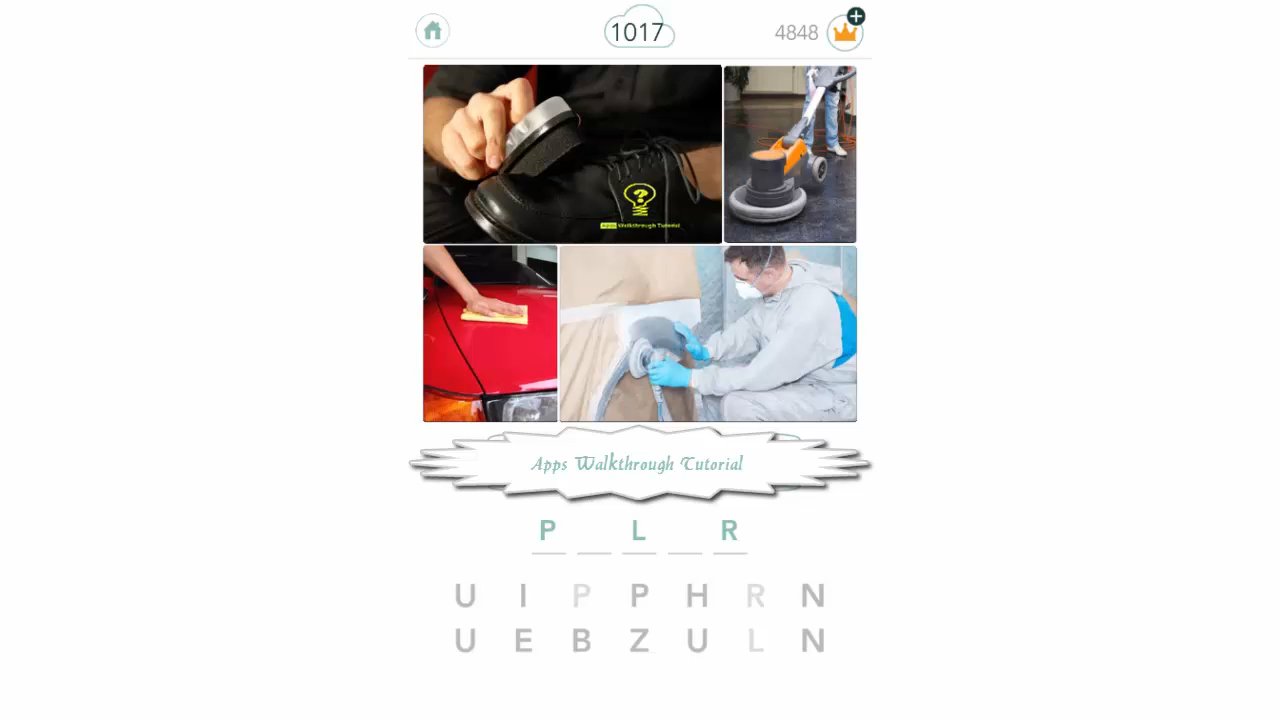 1017
4848
?
Apps Walkthrough Tutorial
Apps Walkthrough Tutorial
P L R
U I P P H R N
U E B Z U L N